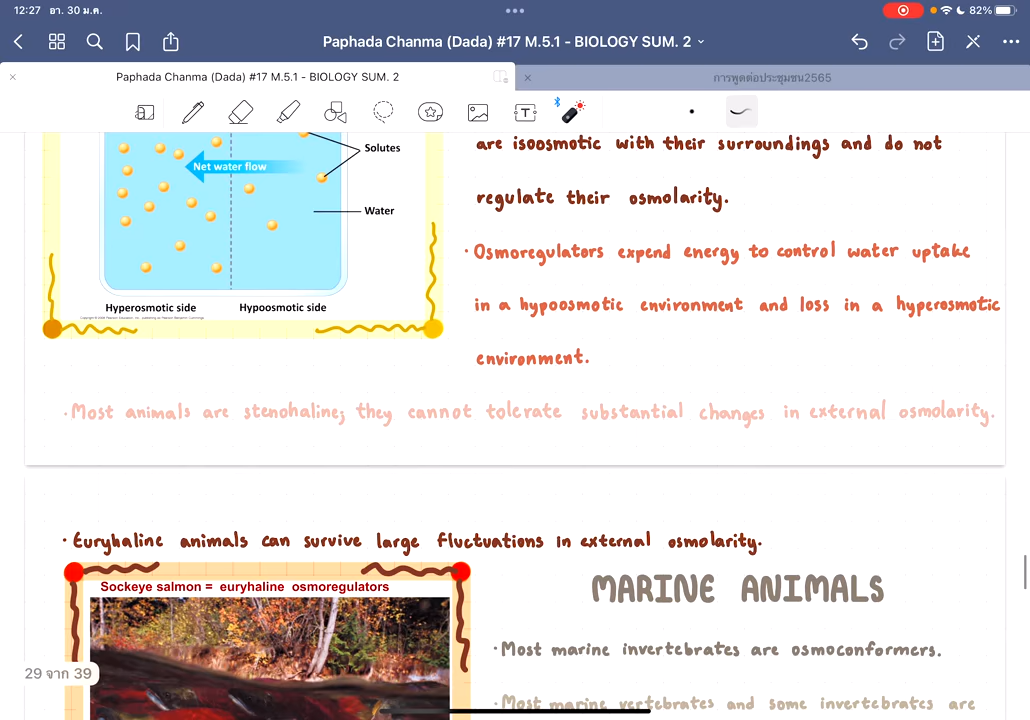 12:27 อา. 30 ม.ค.
82%
Paphada Chanma (Dada) #17 M.5.1 - BIOLOGY SUM. 2
Paphada Chanma (Dada) #17 M.5.1 - BIOLOGY SUM. 2
การพูดต่อประชุมชน2565
T
Solutes
Net water flow
Water
Hyperosmotic side
Hypoosmotic side
are isoosmotic with their surroundings and do not
regulate their osmolarity.
· Osmoregulators expend energy to control water uptake
in a hypoosmotic environment and loss in a hyperosmotic
environment.
· Most animals are stenohaline; they cannot tolerate substantial changes in external osmolarity.
· Euryhaline animals can survive large fluctuations in external osmolarity.
Sockeye salmon = euryhaline osmoregulators
MARINE ANIMALS
· Most marine invertebrates are osmoconformers.
· Most marine vertebrates and some invertebrates are
29 จาก 39